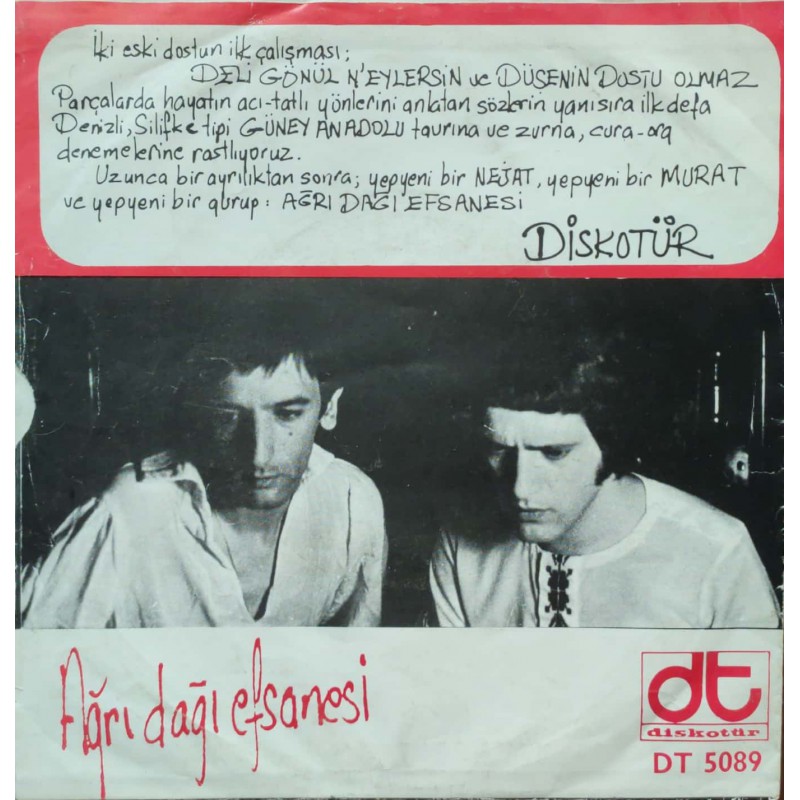 İki eski dostun ilk çalışması;
DELİ GÖNÜL N'EYLERSİN ve DÜŞENİN DOSTU OLMAZ
Parçalarda hayatın acı-tatlı yönlerini anlatan sözlerin yanısıra ilk defa
Denizli, Silifke tipi GÜNEY ANADOLU tavrına ve zurna, cura-org
denemelerine rastlıyoruz.
Uzunca bir ayrılıktan sonra; yepyeni bir NEJAT, yepyeni bir MURAT
ve yepyeni bir gurup: AĞRI DAĞI EFSANESİ
DİSKOTÜR
Ağrı dağı efsanesi
dt
diskotür
DT 5089